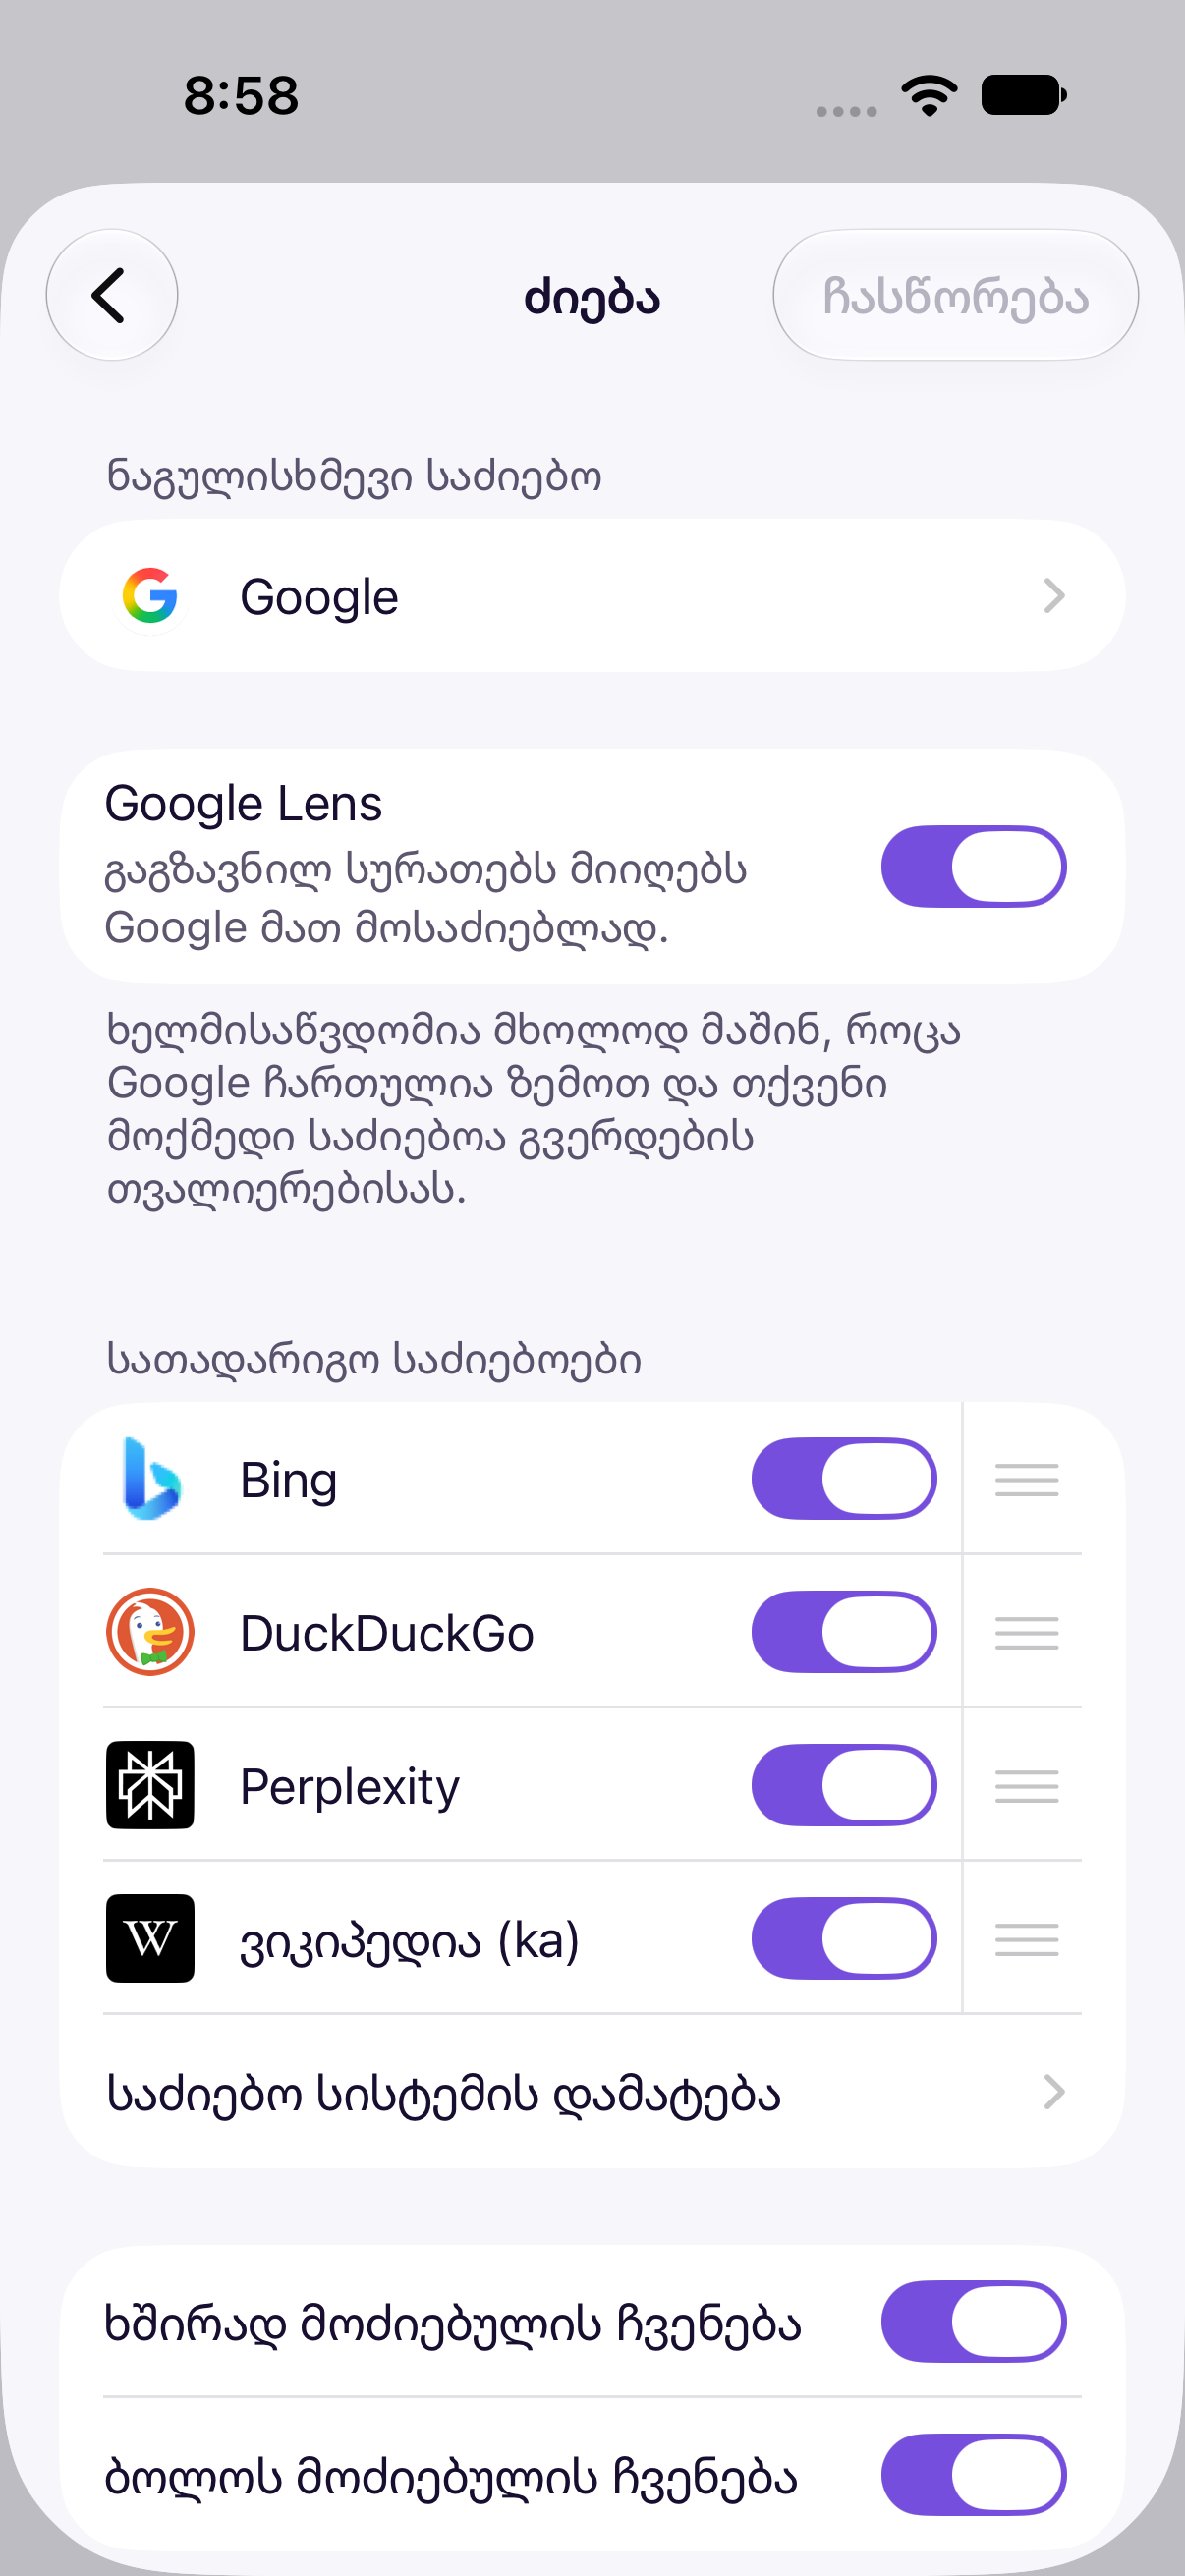 8:58
ძიება
ჩასწორება
ნაგულისხმევი საძიებო
Google
Google Lens
გაგზავნილ სურათებს მიიღებს
Google მათ მოსაძიებლად.
ხელმისაწვდომია მხოლოდ მაშინ, როცა
Google ჩართულია ზემოთ და თქვენი
მოქმედი საძიებოა გვერდების
თვალიერებისას.
სათადარიგო საძიებოები
Bing
DuckDuckGo
Perplexity
W
ვიკიპედია (ka)
საძიებო სისტემის დამატება
ხშირად მოძიებულის ჩვენება
ბოლოს მოძიებულის ჩვენება